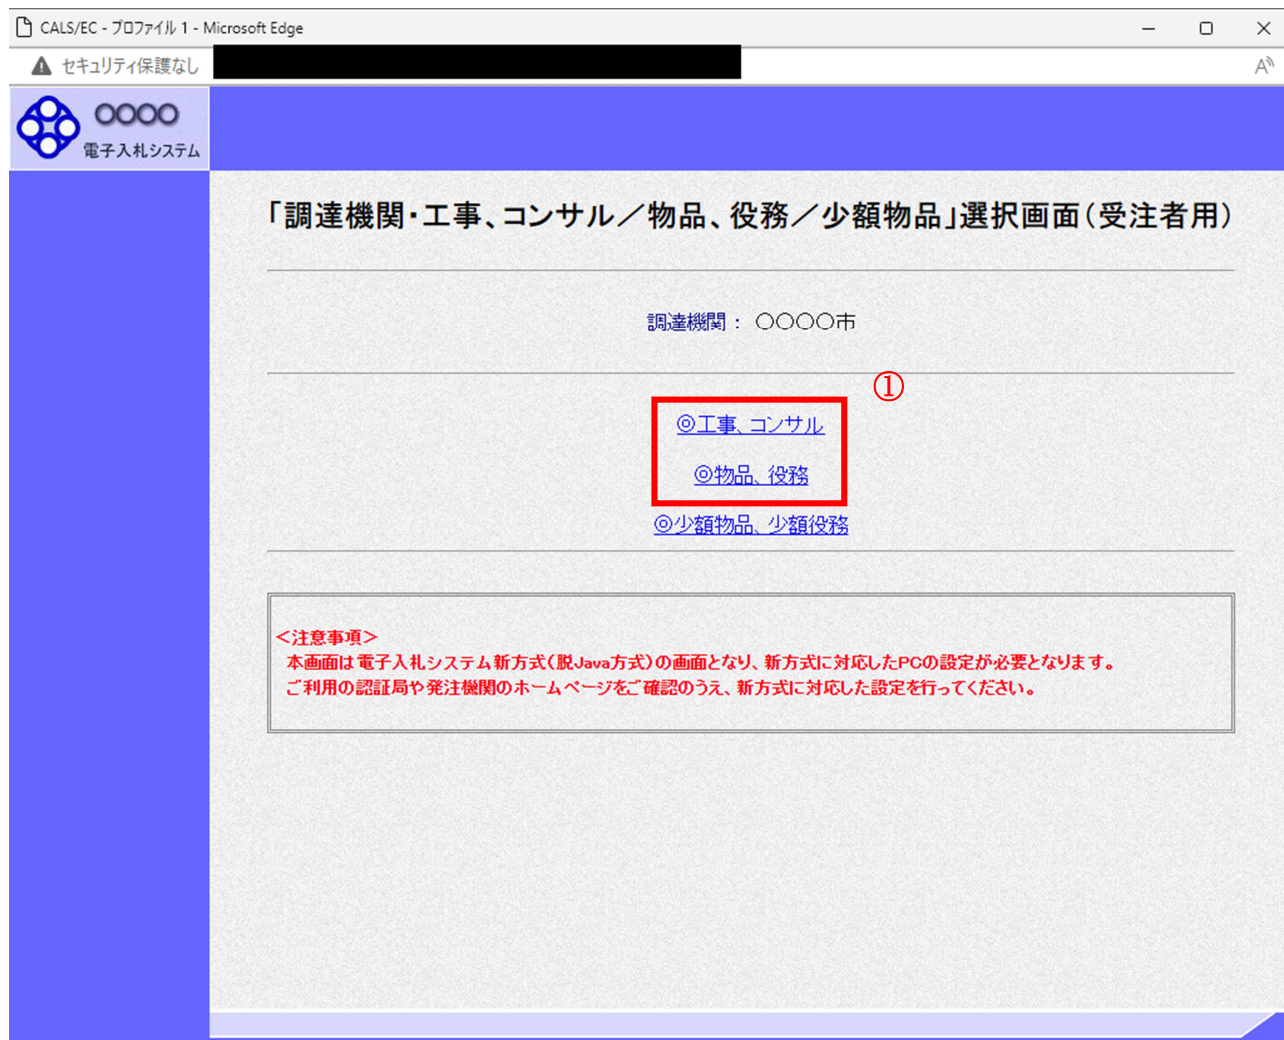 CALS/EC - プロファイル 1 - Microsoft Edge
セキュリティ保護なし
A
○○○○
電子入札システム
「調達機関・工事、コンサル／物品、役務／少額物品」選択画面（受注者用）
調達機関： ○○○○市
①
◎工事、コンサル
◎物品、役務
◎少額物品、少額役務
＜注意事項＞
本画面は電子入札システム新方式（脱Java方式）の画面となり、新方式に対応したPCの設定が必要となります。
ご利用の認証局や発注機関のホームページをご確認のうえ、新方式に対応した設定を行ってください。